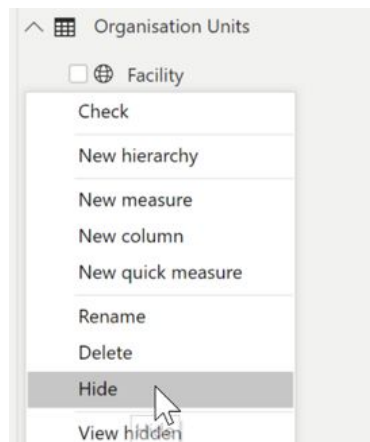 Organisation Units
Facility
Check
New hierarchy
New measure
New column
New quick measure
Rename
Delete
Hide
View hidden